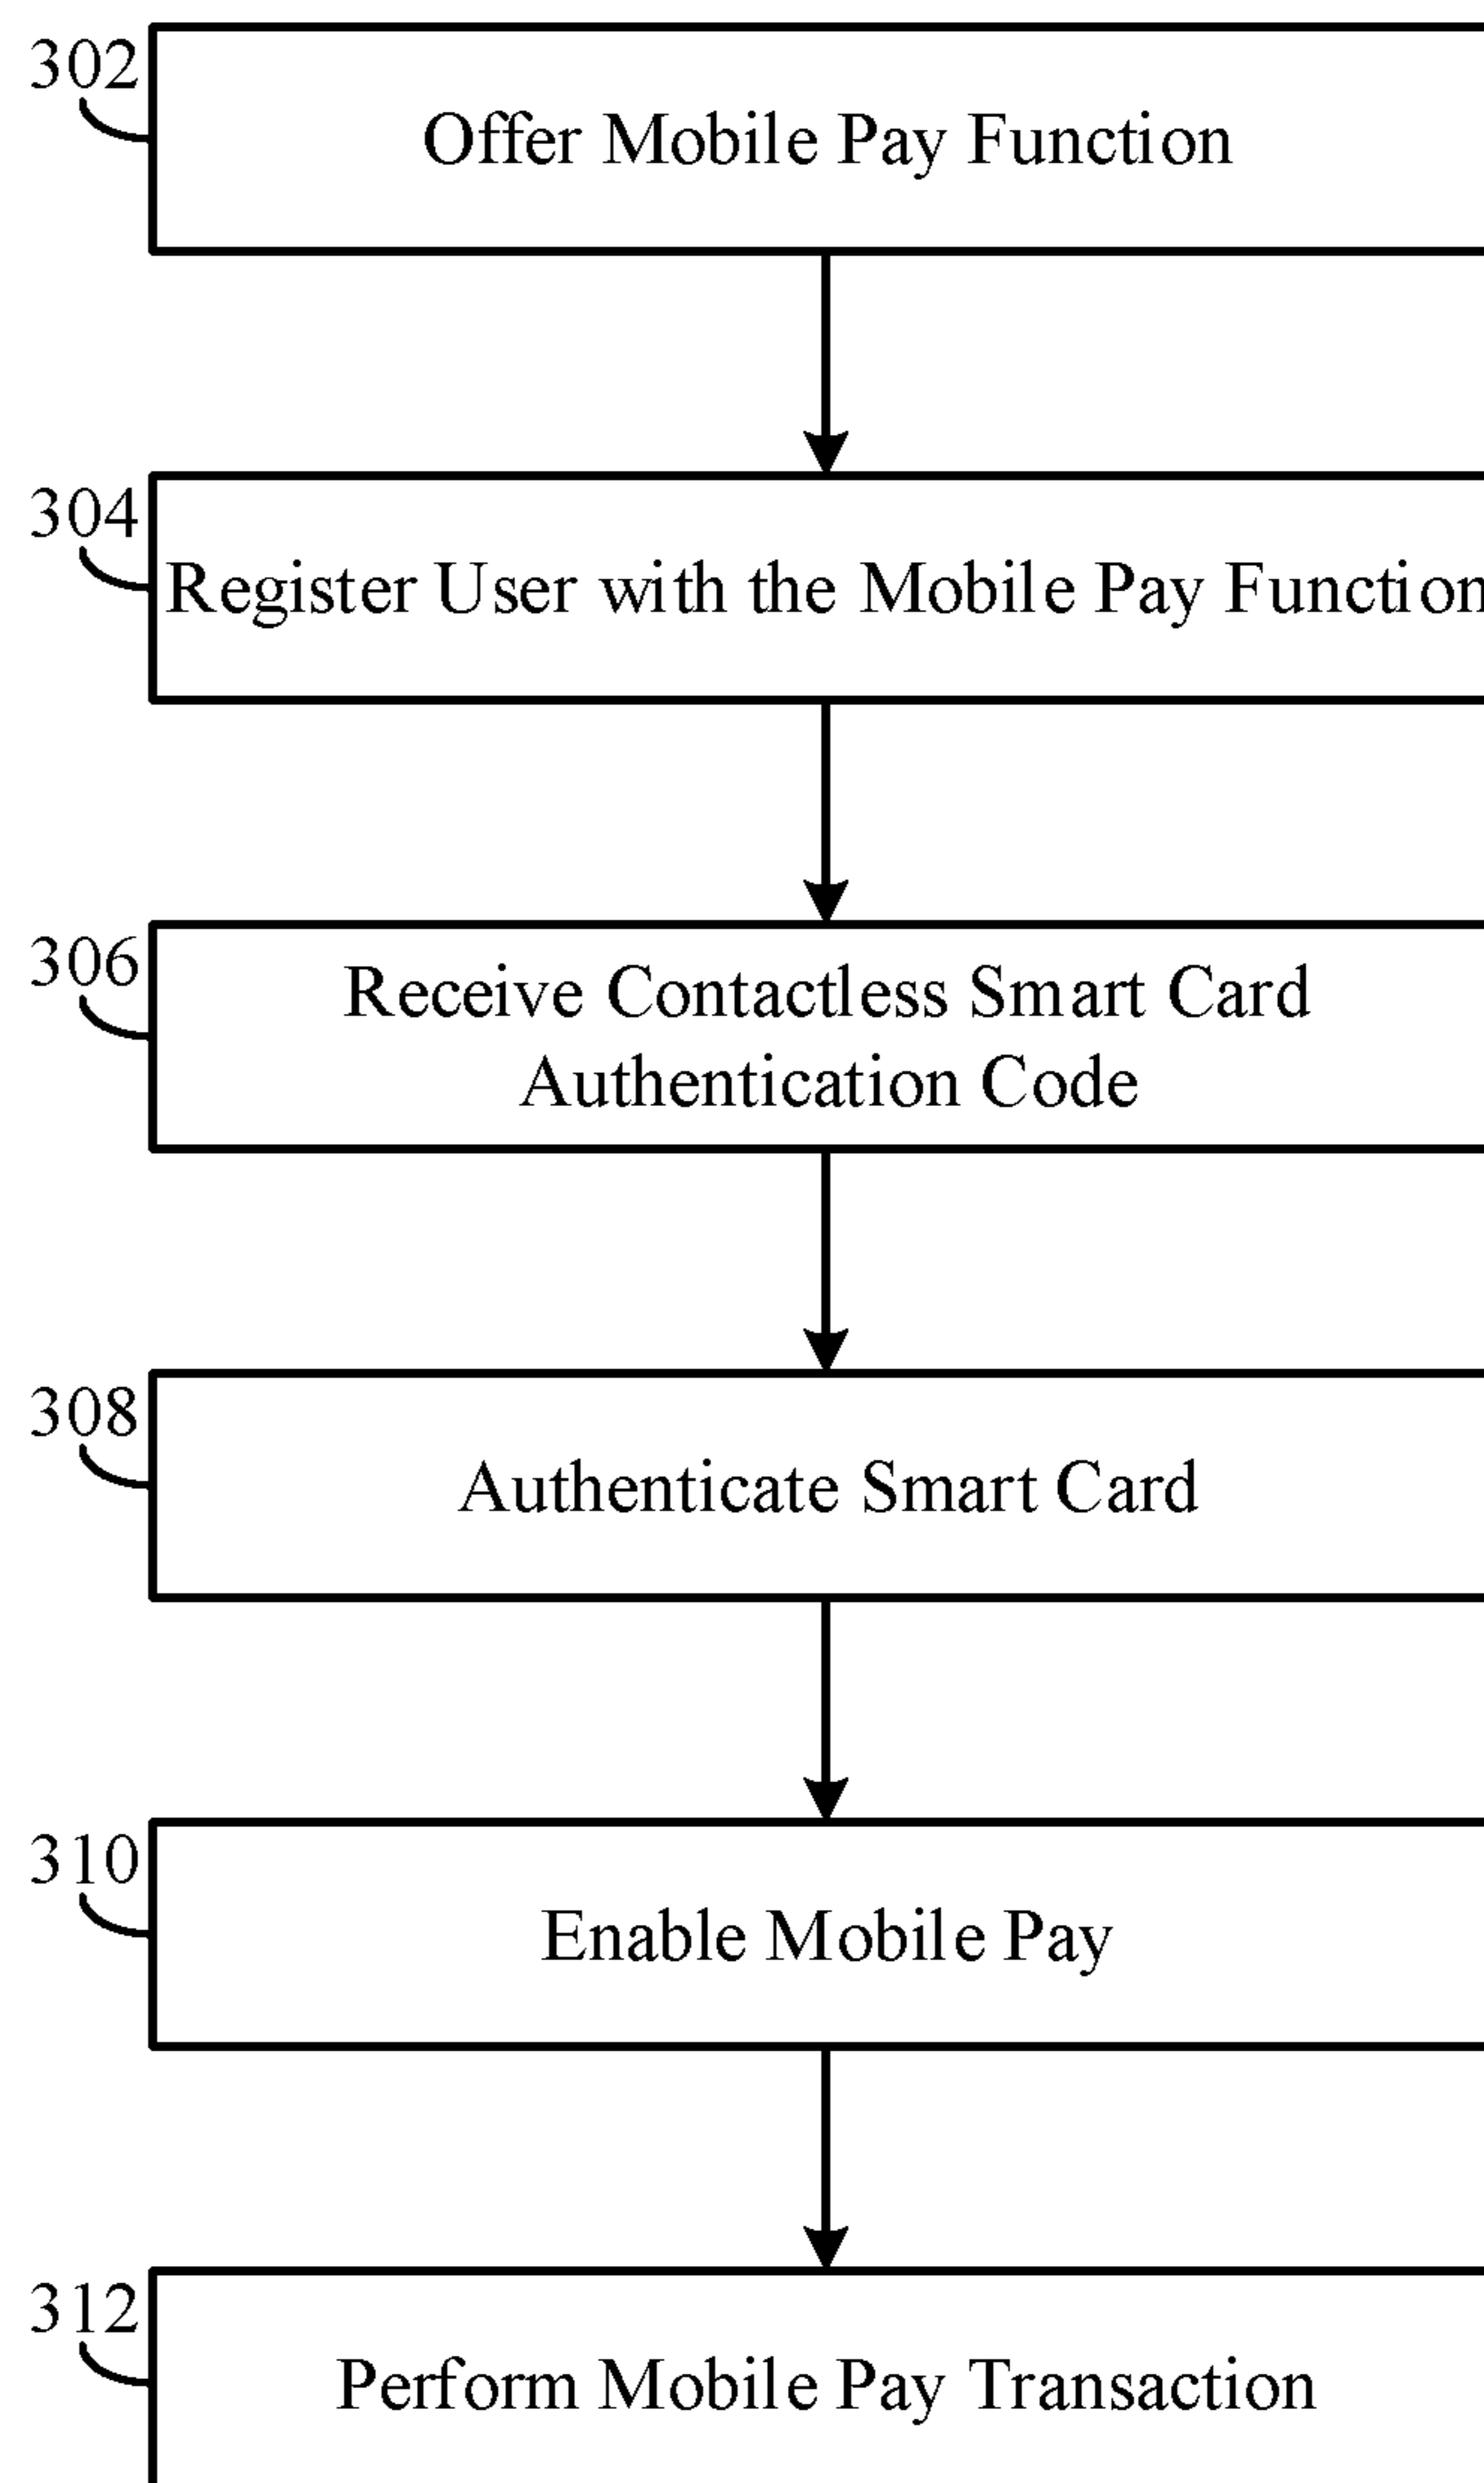 302
Offer Mobile Pay Function
304
Register User with the Mobile Pay Function
306
Receive Contactless Smart Card
Authentication Code
308
Authenticate Smart Card
310
Enable Mobile Pay
312
Perform Mobile Pay Transaction